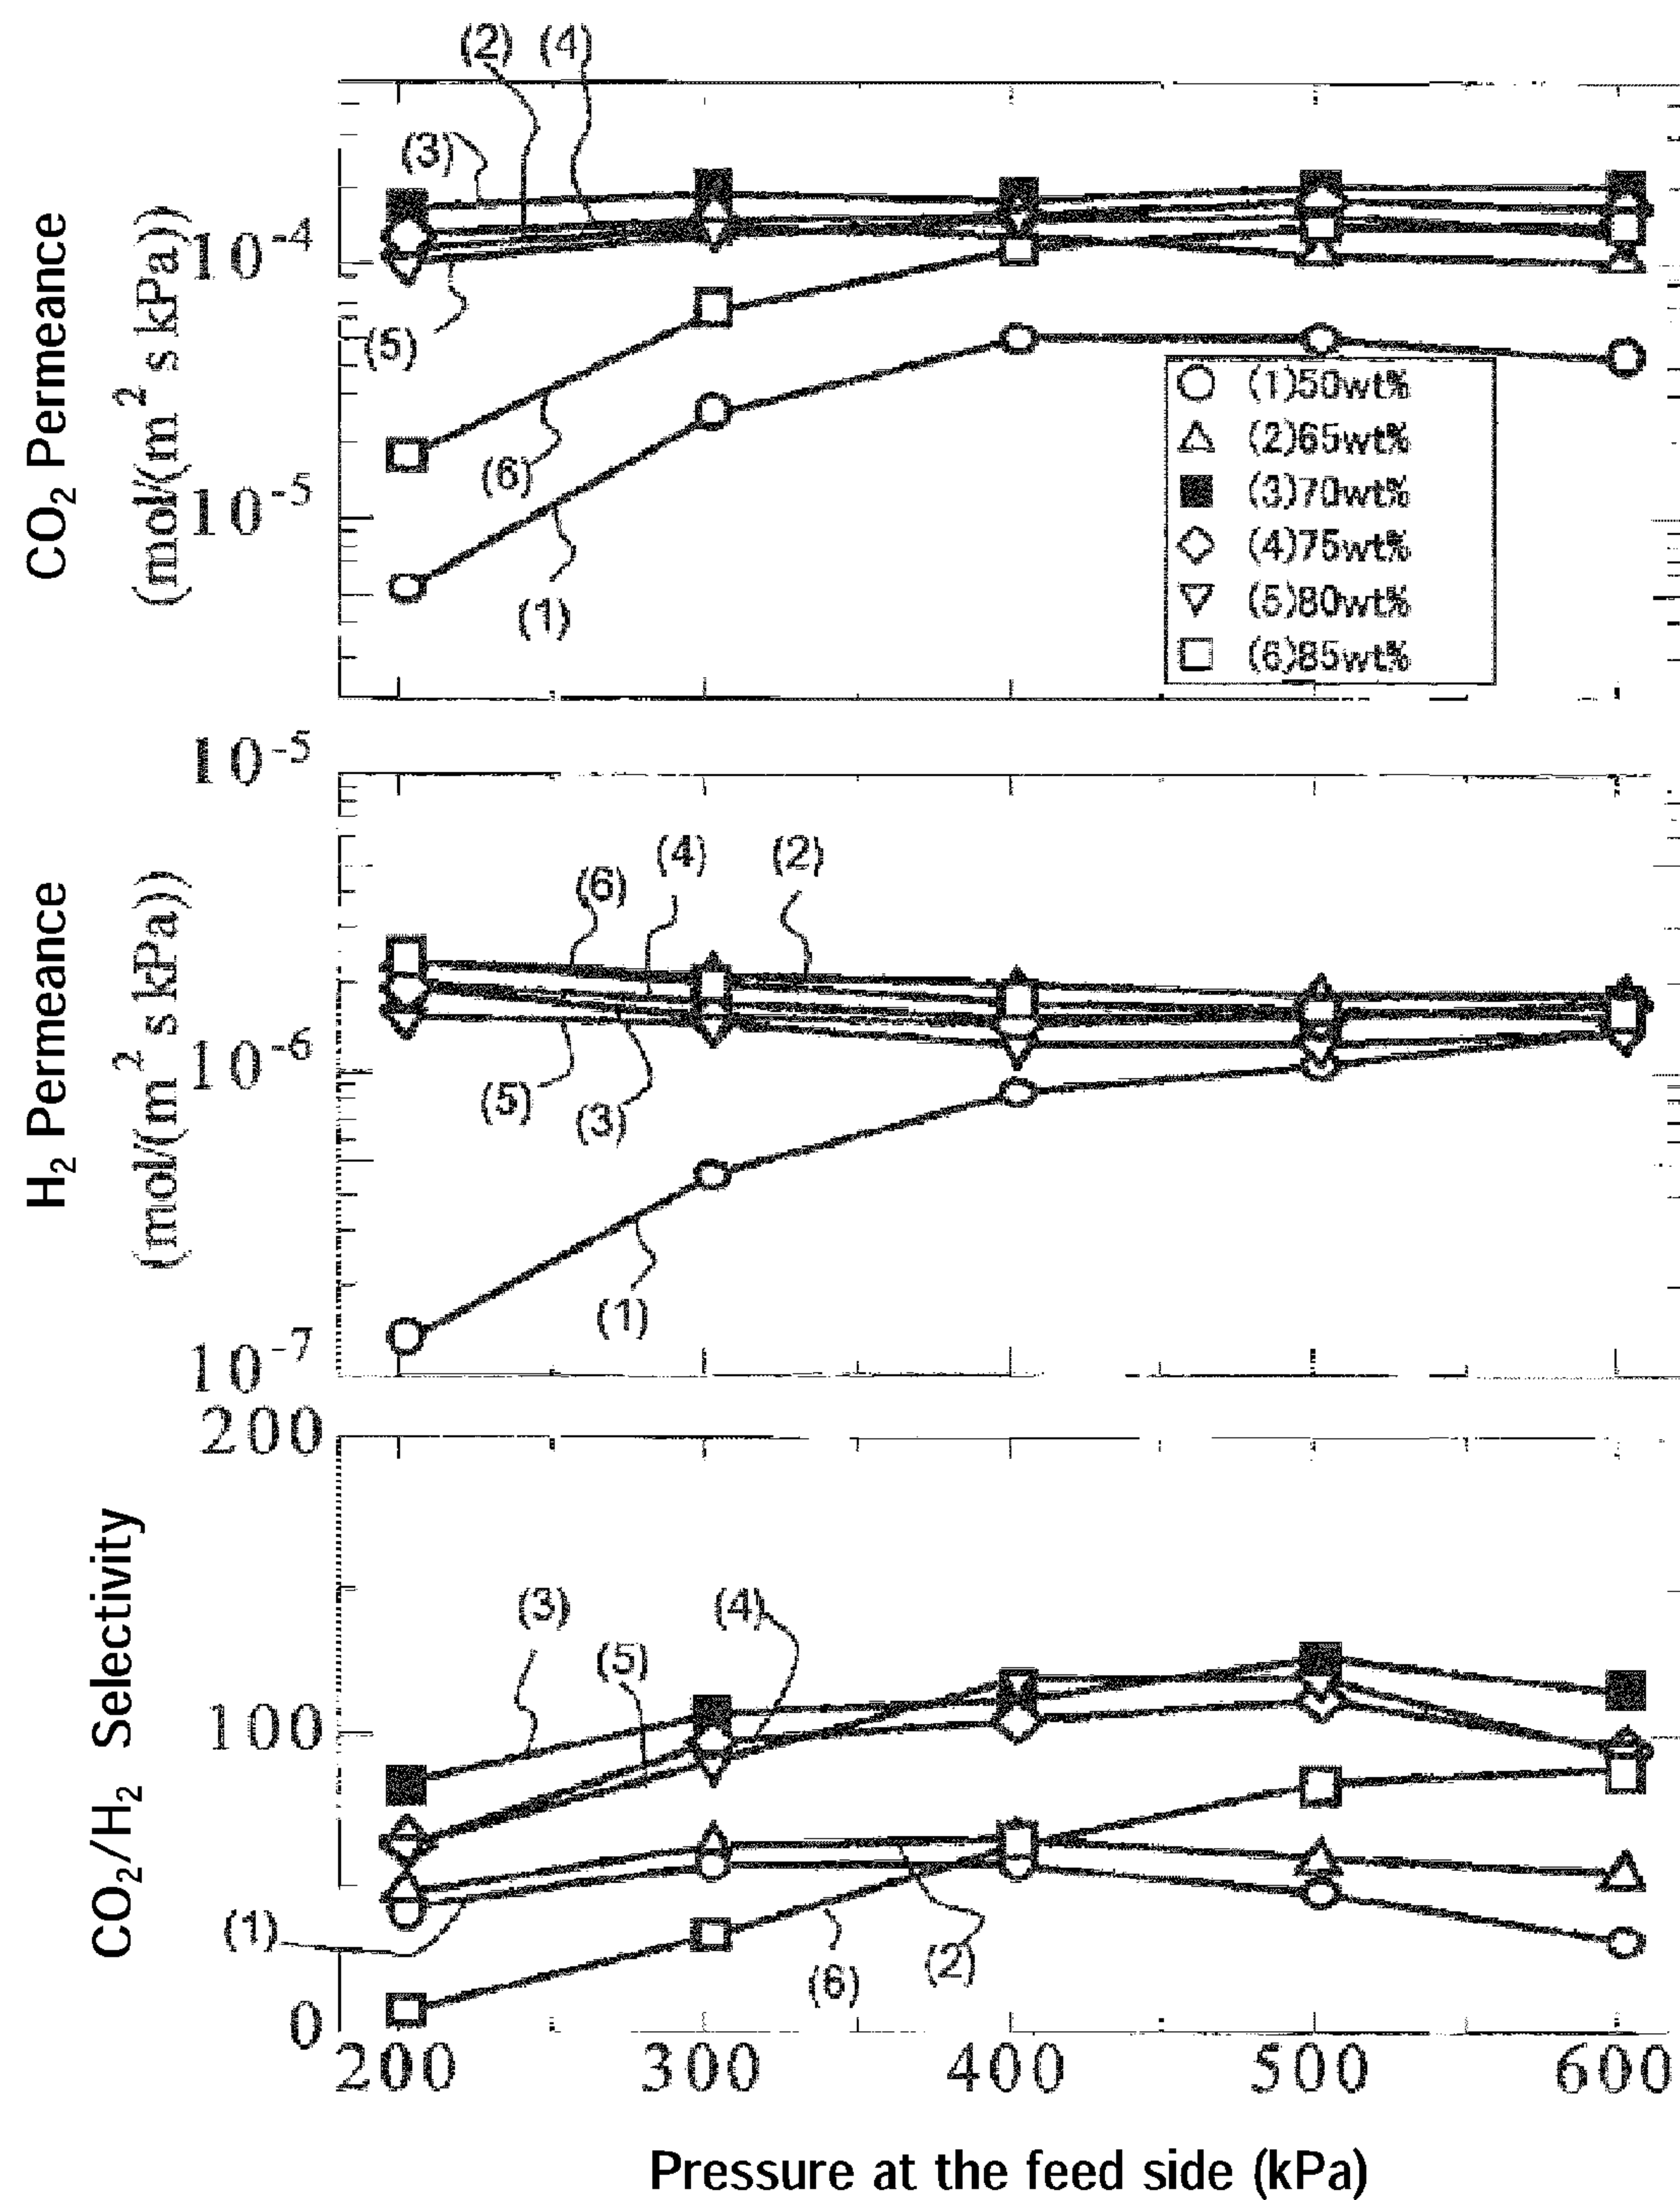 (2) (4)
(3)
CO₂ Permeance
(mol/(m² s kPa))
10⁻⁴
(5)
(6)
10⁻⁵
(1)
(1)50wt%
(2)65wt%
(3)70wt%
(4)75wt%
(5)80wt%
(6)85wt%
10⁻⁵
H₂ Permeance
(mol/(m² s kPa))
(6) (4) (2)
10⁻⁶
(5) (3)
(1)
10⁻⁷
200
CO₂/H₂ Selectivity
(3) (5) (4)
100
(1)
(6) (2)
0
200 300 400 500 600
Pressure at the feed side (kPa)